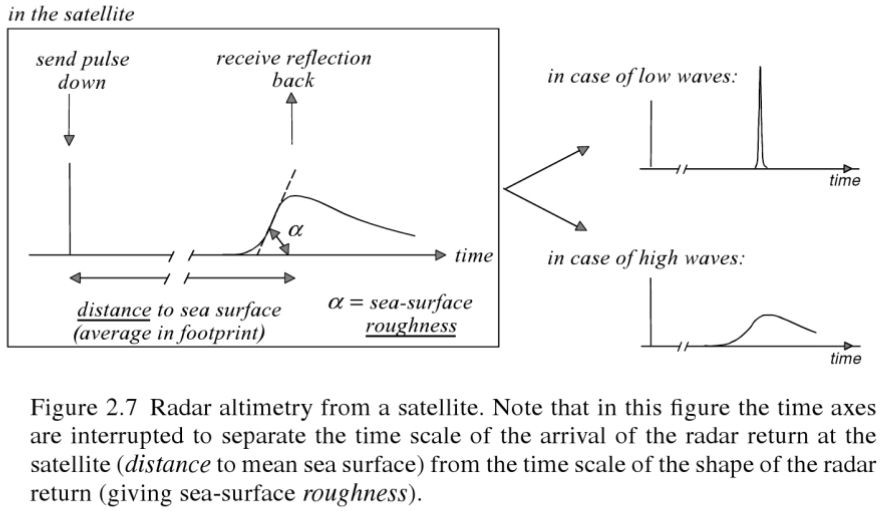 in the satellite
send pulse
down
receive reflection
back
α
time
distance to sea surface
(average in footprint)
α = sea-surface
roughness
in case of low waves:
time
in case of high waves:
time
Figure 2.7 Radar altimetry from a satellite. Note that in this figure the time axes
are interrupted to separate the time scale of the arrival of the radar return at the
satellite (distance to mean sea surface) from the time scale of the shape of the radar
return (giving sea-surface roughness).